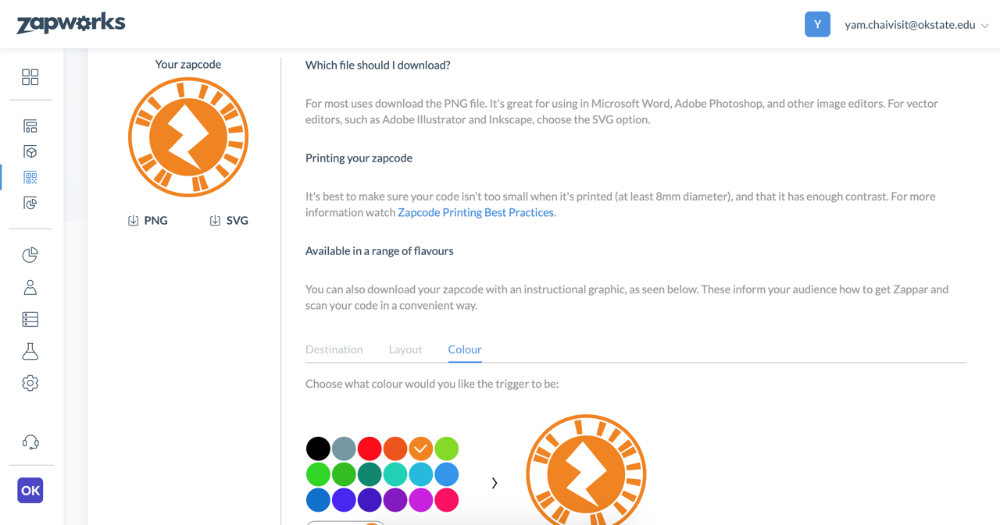 zapworks
Y
yam.chaivisit@okstate.edu
Your zapcode
PNG
SVG
Which file should I download?
For most uses download the PNG file. It's great for using in Microsoft Word, Adobe Photoshop, and other image editors. For vector
editors, such as Adobe Illustrator and Inkscape, choose the SVG option.
Printing your zapcode
It's best to make sure your code isn't too small when it's printed (at least 8mm diameter), and that it has enough contrast. For more
information watch Zapcode Printing Best Practices.
Available in a range of flavours
You can also download your zapcode with an instructional graphic, as seen below. These inform your audience how to get Zappar and
scan your code in a convenient way.
Destination
Layout
Colour
Choose what colour would you like the trigger to be:
OK